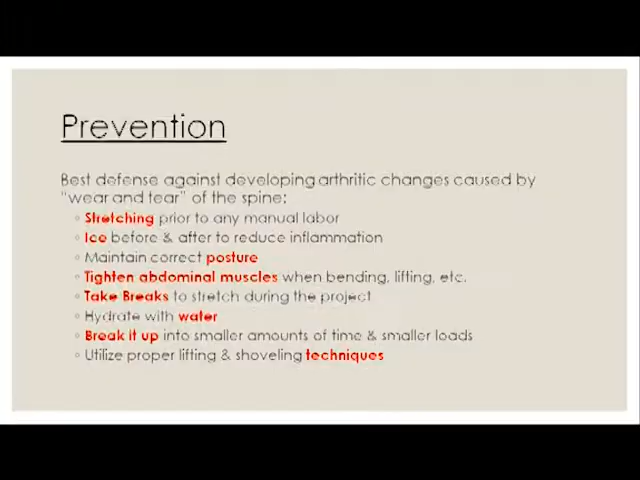 Prevention
Best defense against developing arthritic changes caused by
“wear and tear” of the spine:
◦ Stretching prior to any manual labor
◦ Ice before & after to reduce inflammation
◦ Maintain correct posture
◦ Tighten abdominal muscles when bending, lifting, etc.
◦ Take Breaks to stretch during the project
◦ Hydrate with water
◦ Break it up into smaller amounts of time & smaller loads
◦ Utilize proper lifting & shoveling techniques